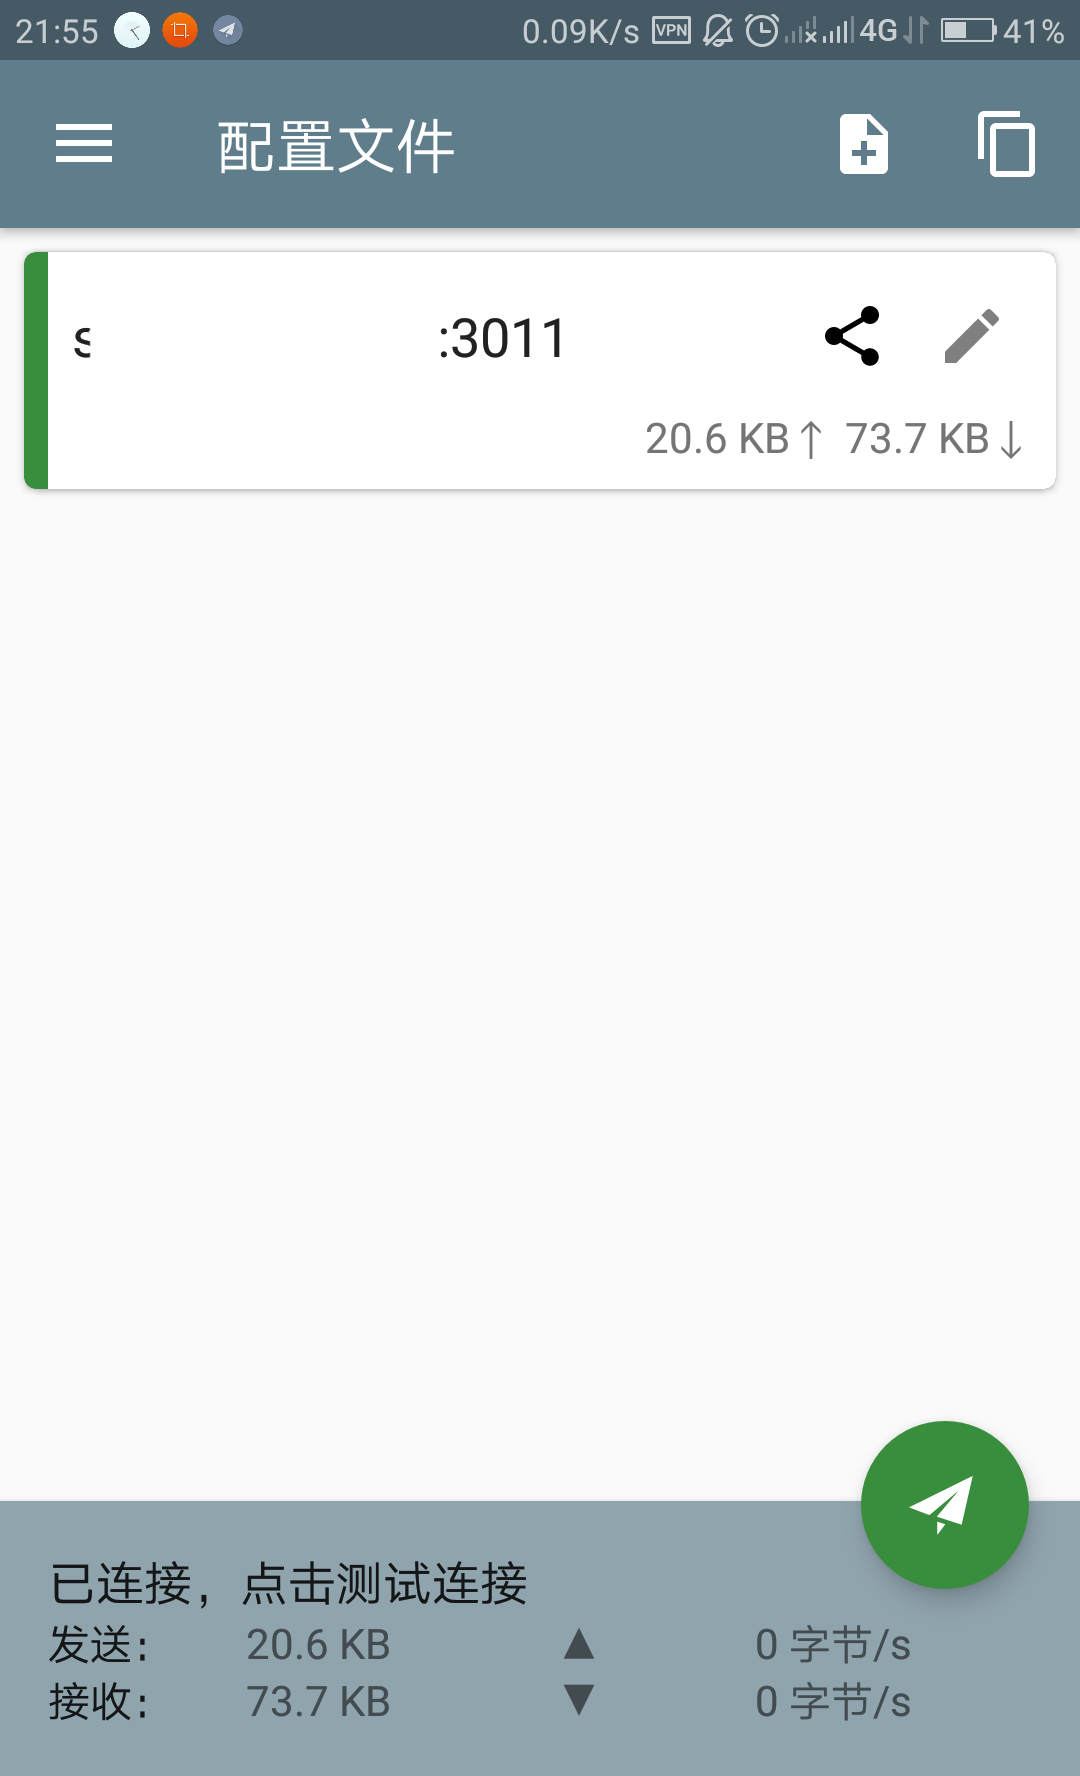 21:55 0.09K/s VPN 4G 41%
配置文件
s :3011
20.6 KB↑ 73.7 KB↓
已连接，点击测试连接
发送: 20.6 KB ▲ 0 字节/s
接收: 73.7 KB ▼ 0 字节/s